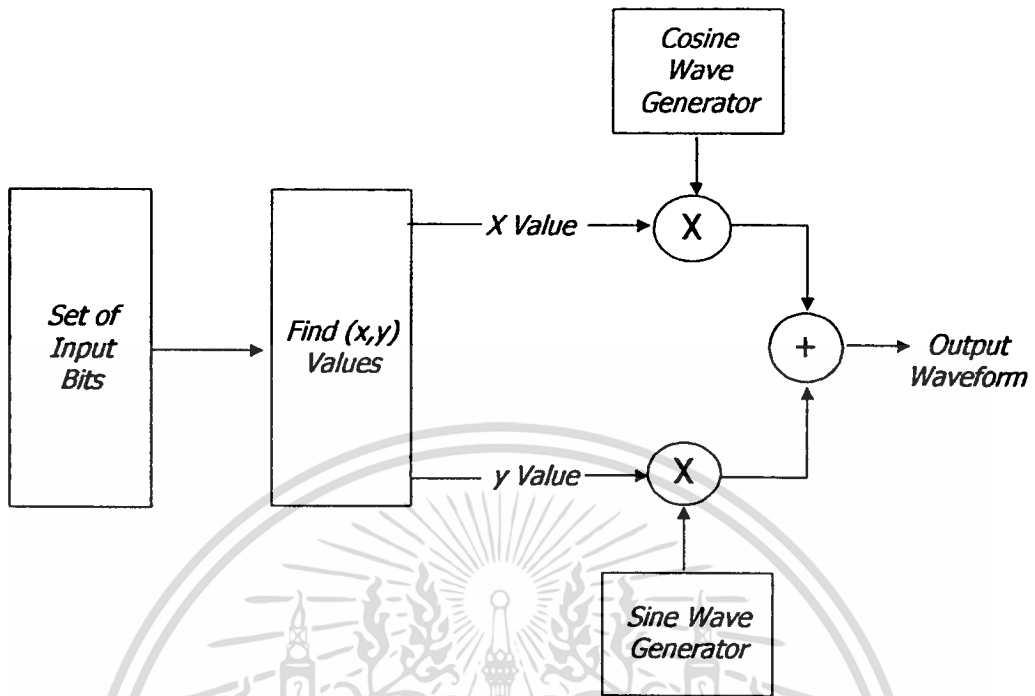 Cosine
Wave
Generator
X Value
X
Set of
Input
Bits
Find (x,y)
Values
+
Output
Waveform
y Value
X
Sine Wave
Generator